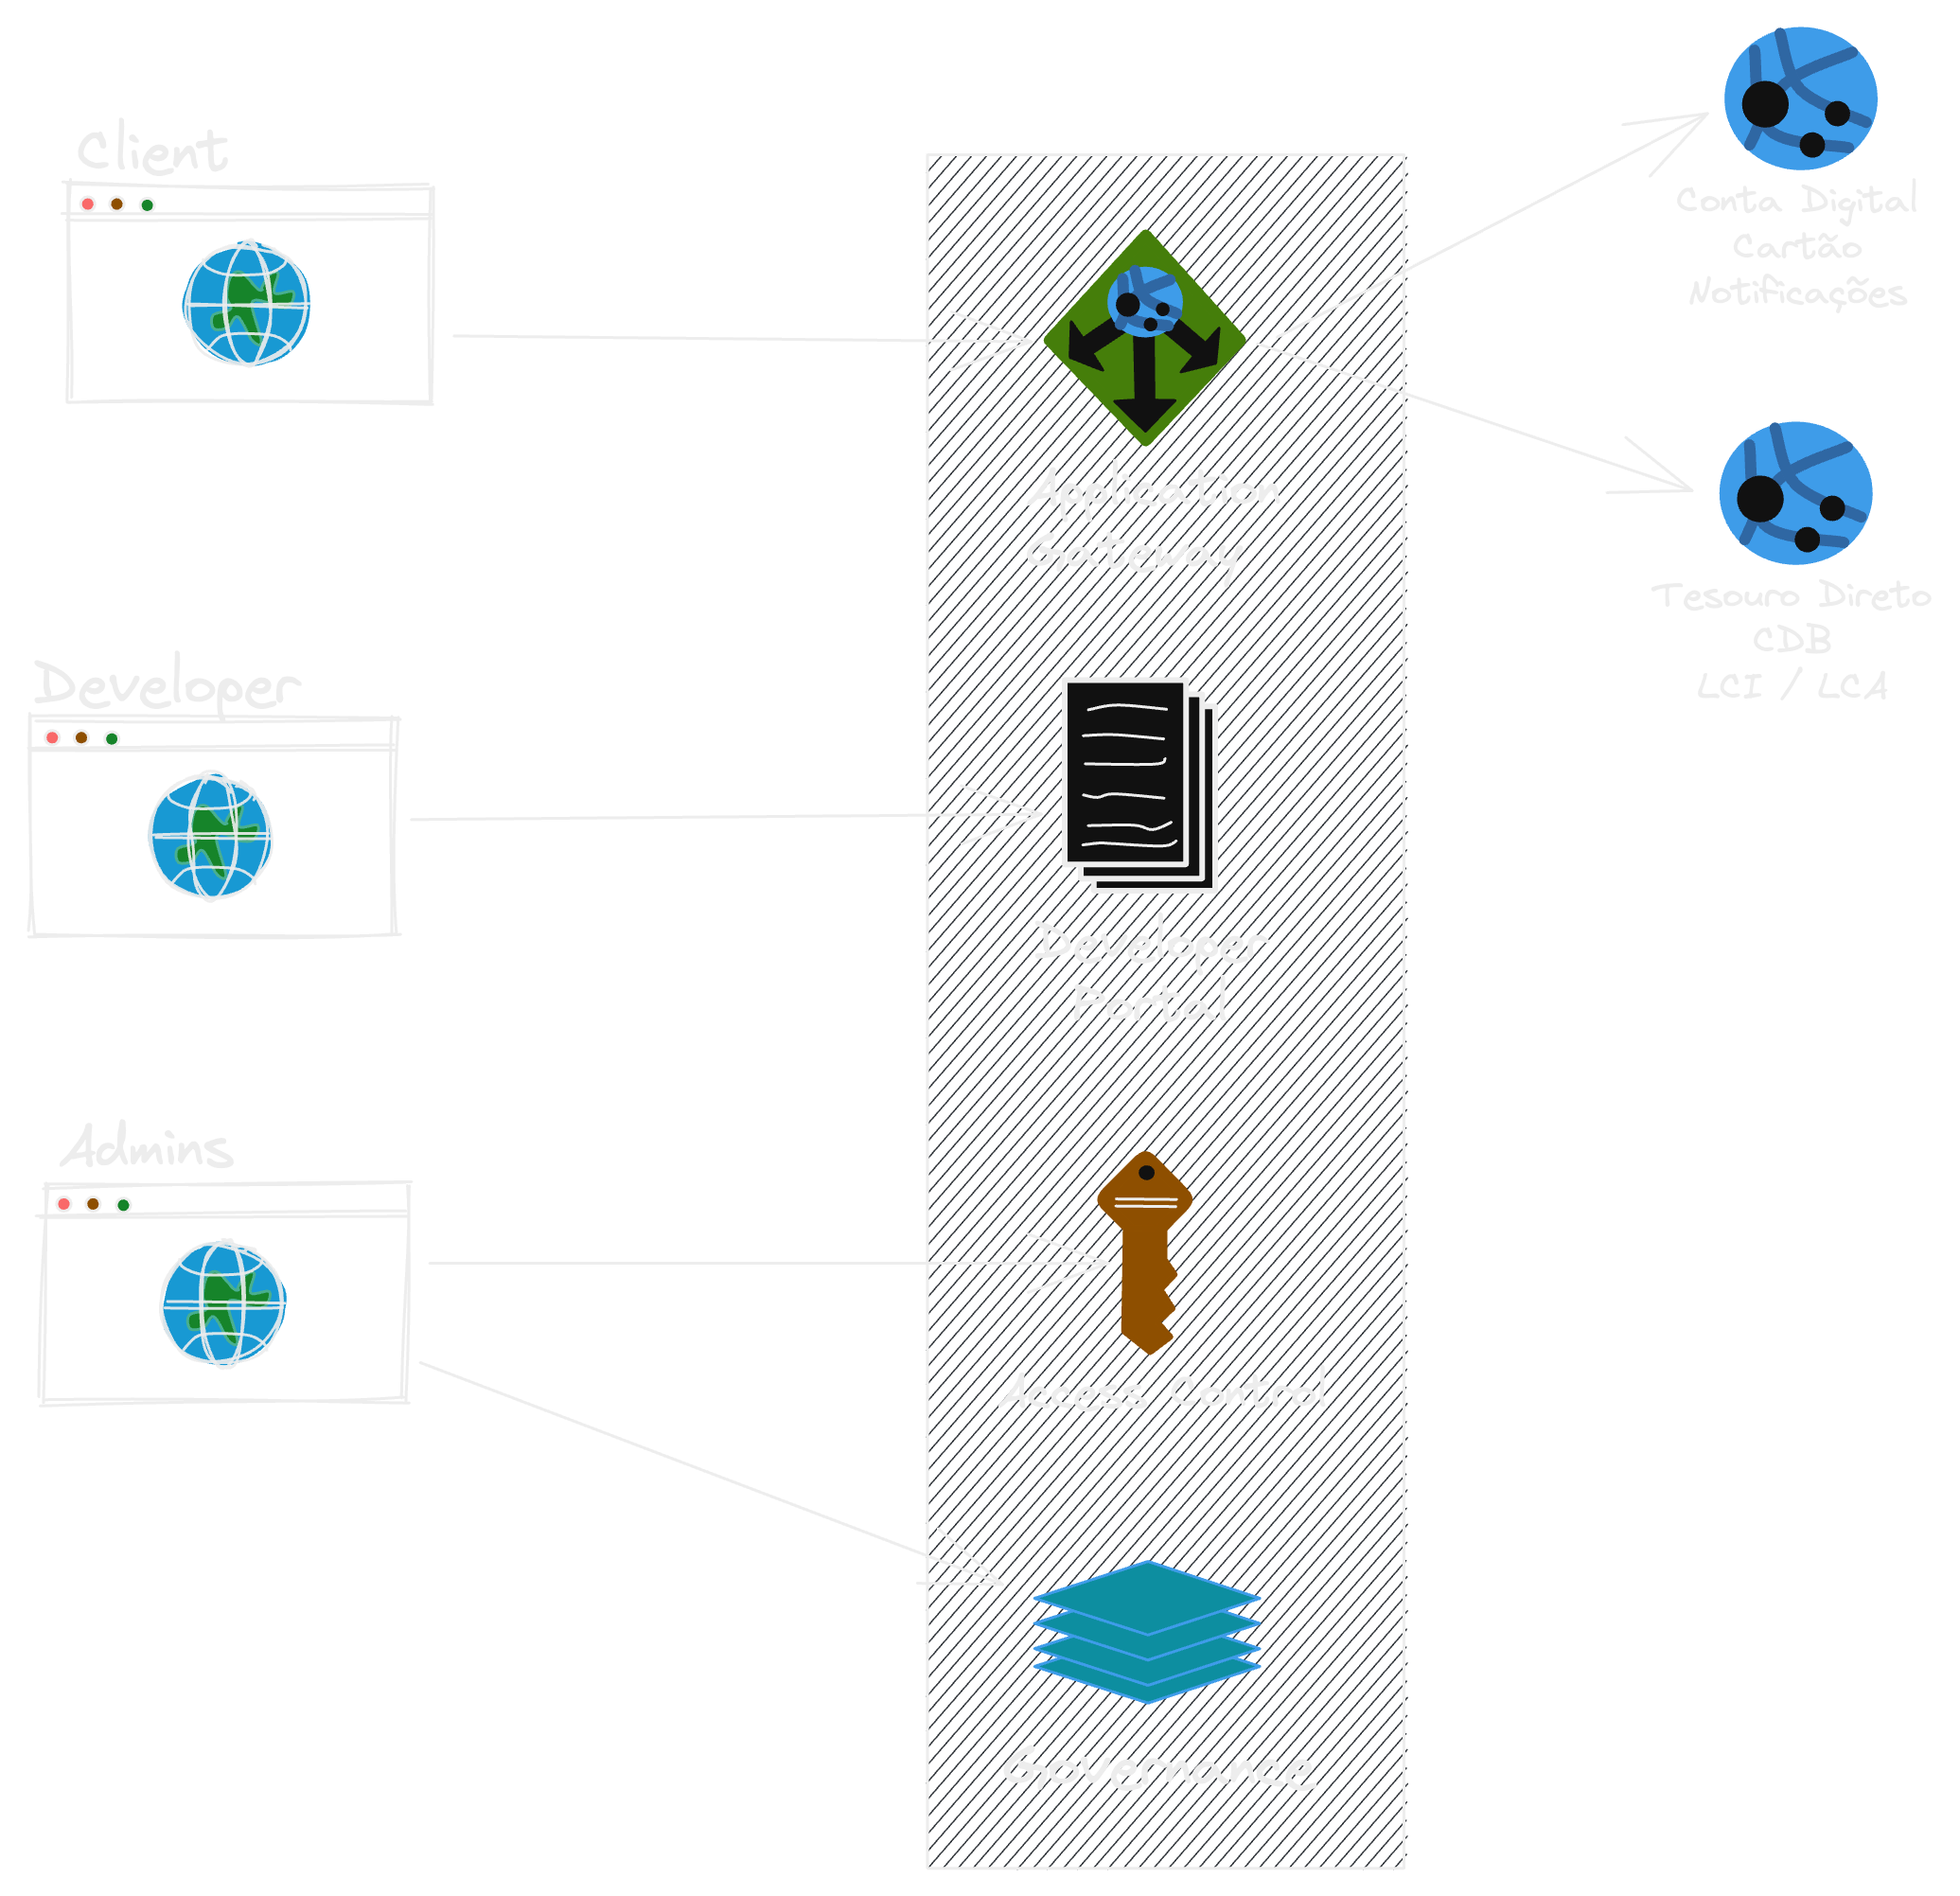 Client
Conta Digital
Cartão
Notificações
Application
Gateway
Tesouro Direto
CDB
LCI / LCA
Developer
Developer
Portal
Admins
Access Control
Governance